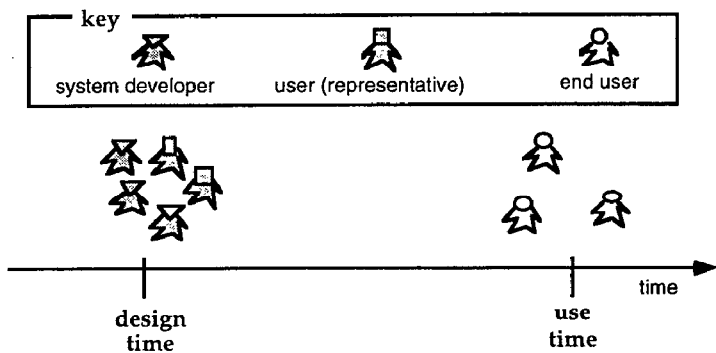 key
system developer
user (representative)
end user
time
design
time
use
time